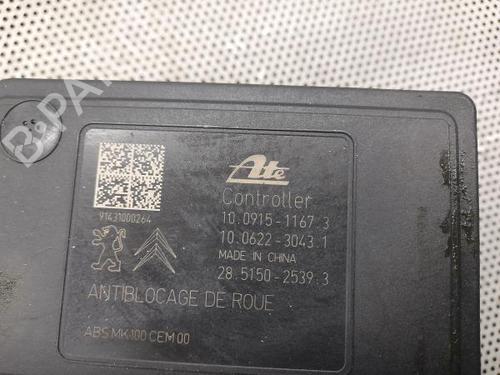 B-PA
Ate
Controller
91431000264
10.0915-1167.3
10.0622-3043.1
MADE IN CHINA
28.5150-2539.3
ANTIBLOCAGE DE ROUE
ABS MK100 CEM 00